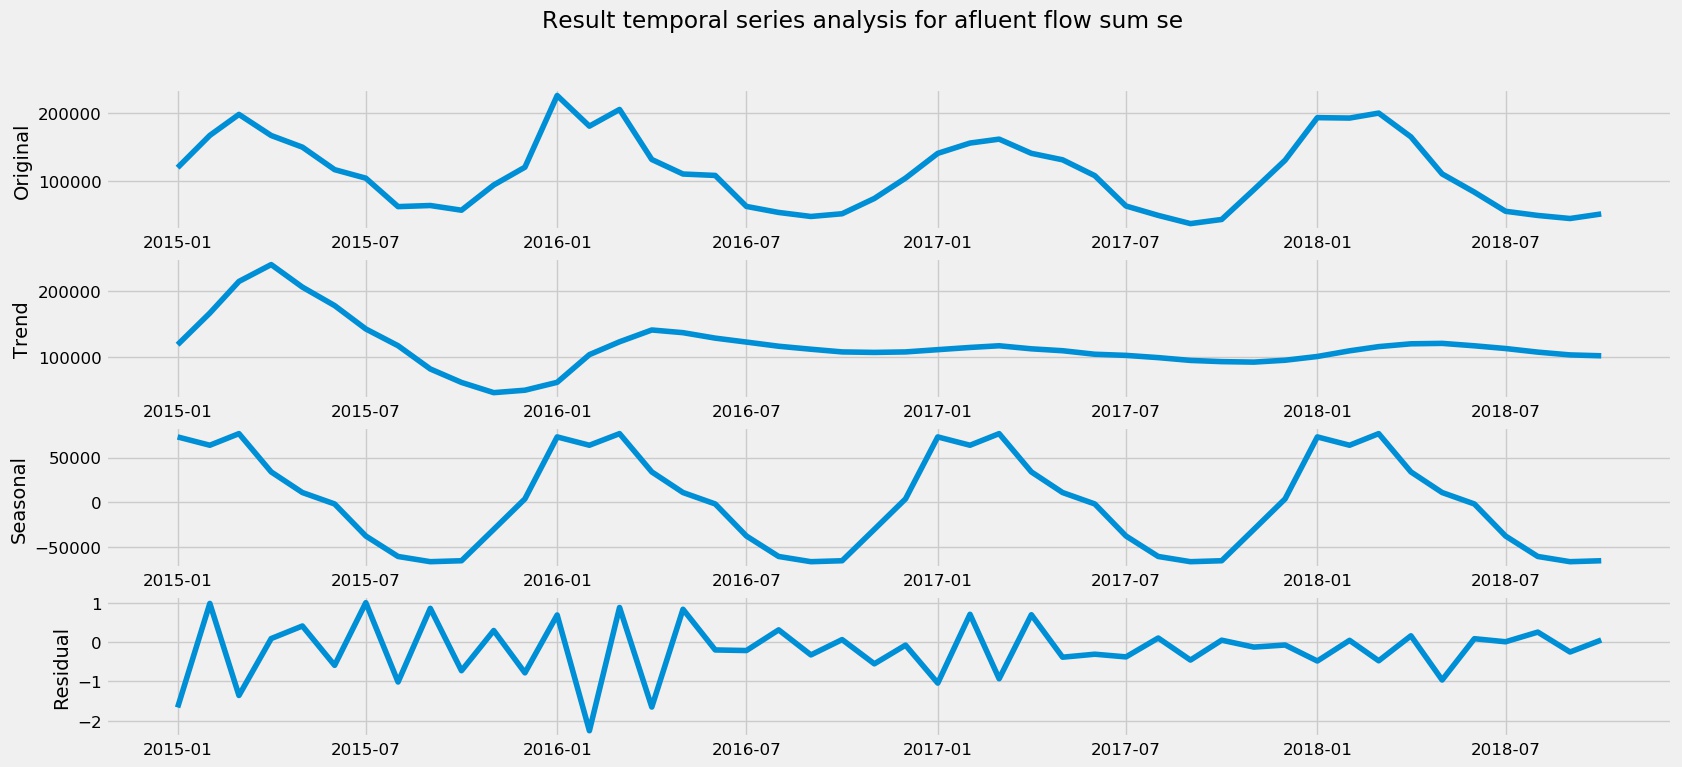 Result temporal series analysis for afluent flow sum se
Original
200000
100000
2015-01 2015-07 2016-01 2016-07 2017-01 2017-07 2018-01 2018-07
Trend
200000
100000
2015-01 2015-07 2016-01 2016-07 2017-01 2017-07 2018-01 2018-07
Seasonal
50000
0
−50000
2015-01 2015-07 2016-01 2016-07 2017-01 2017-07 2018-01 2018-07
Residual
1
0
−1
−2
2015-01 2015-07 2016-01 2016-07 2017-01 2017-07 2018-01 2018-07